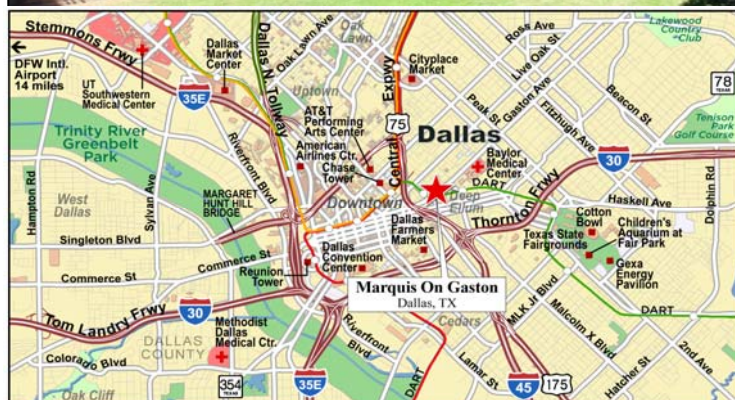 Stemmons Frwy
DFW Intl.
Airport
14 miles
UT
Southwestern
Medical Center
Dallas
Market
Center
35E
Dallas N. Tollway
Oak Lawn Ave
Oak
Lawn
Uptown
AT&T
Performing
Arts Center
American
Airlines Ctr.
Chase
Tower
Expwy
Central
75
Cityplace
Market
Ross Ave
Live Oak St
Gaston Ave
Peak St
Fitzhugh Ave
Beacon St
Lakewood
Country
Club
78
TEXAS
Tenison
Park
Golf Course
Dallas
Baylor
Medical
Center
30
Trinity River
Greenbelt
Park
Riverfront Blvd
Hampton Rd
West
Dallas
Sylvan Ave
MARGARET
HUNT HILL
BRIDGE
Singleton Blvd
Commerce St
Commerce St
Downtown
Deep
Ellum
DART
Thornton Frwy
Haskell Ave
Dolphin Rd
Dallas
Farmers
Market
Texas State
Fairgrounds
Cotton
Bowl
Children's
Aquarium at
Fair Park
Gexa
Energy
Pavilion
Reunion
Tower
Dallas
Convention
Center
Marquis On Gaston
Dallas, TX
Tom Landry Frwy
30
DALLAS
COUNTY
Methodist
Dallas
Medical Ctr.
Colorado Blvd
Oak Cliff
354
TEXAS
35E
Riverfront
Blvd
DART
Cedars
Lamar St
MLK Jr Blvd
Malcolm X Blvd
DART
2nd Ave
Hatcher St
45
175